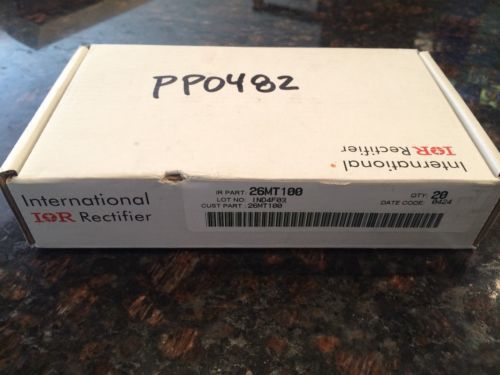 PP0482
International
IOR Rectifier
International
IOR Rectifier
IR PART: 26MT100
LOT NO: IND4F03
CUST PART: 26MT100
QTY: 20
DATE CODE: 0424